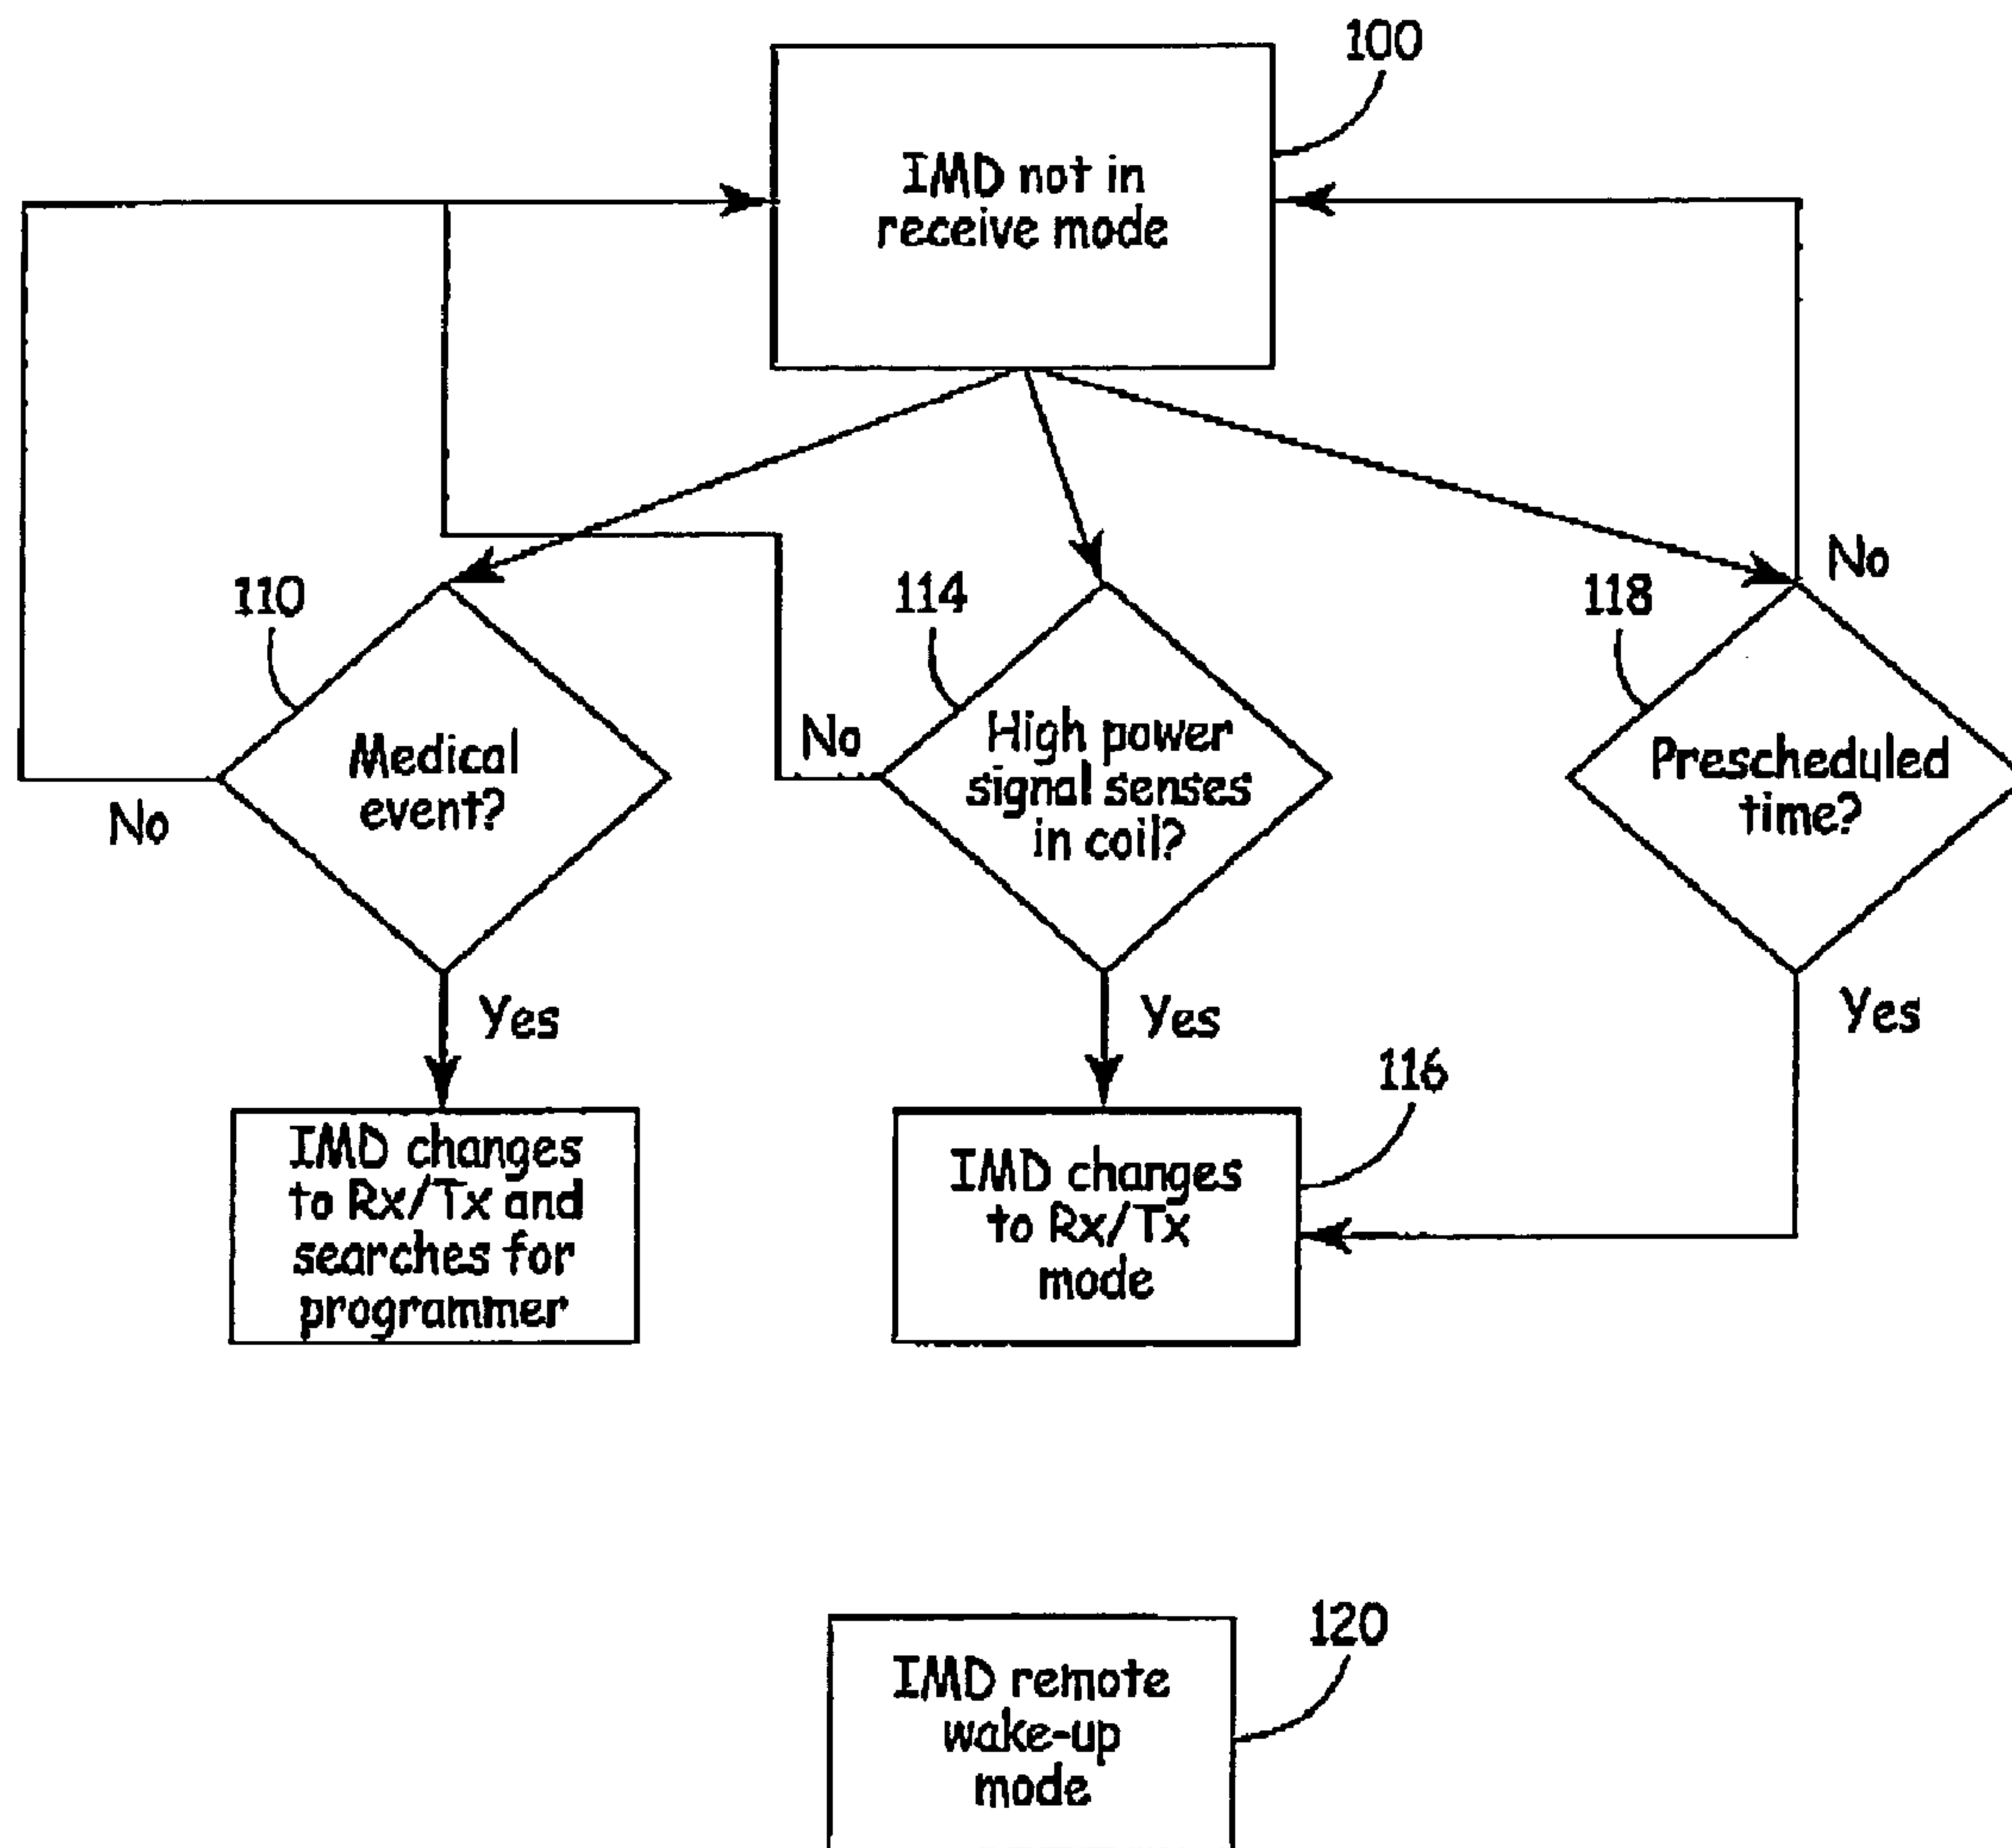 100
IMD not in
receive mode
No
110
114
118
Medical
event?
No
High power
signal senses
in coil?
Prescheduled
time?
No
Yes
Yes
Yes
116
IMD changes
to Rx/Tx and
searches for
programmer
IMD changes
to Rx/Tx
mode
120
IMD remote
wake-up
mode